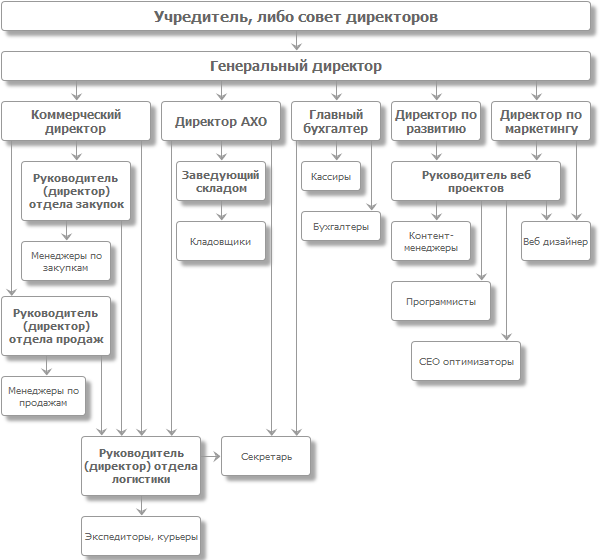 Учредитель, либо совет директоров
Генеральный директор
Коммерческий
директор
Директор АХО
Главный
бухгалтер
Директор по
развитию
Директор по
маркетингу
Руководитель
(директор)
отдела закупок
Заведующий
складом
Кассиры
Руководитель веб
проектов
Менеджеры по
закупкам
Кладовщики
Бухгалтеры
Контент-
менеджеры
Веб дизайнер
Руководитель
(директор)
отдела продаж
Программисты
Менеджеры по
продажам
СЕО оптимизаторы
Руководитель
(директор) отдела
логистики
Секретарь
Экспедиторы, курьеры